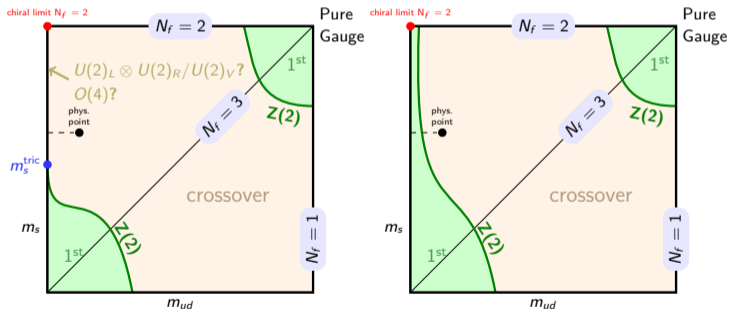 chiral limit N_f = 2
N_f = 2
Pure
Gauge
1st
U(2)_L ⊗ U(2)_R/U(2)_V?
O(4)?
Z(2)
phys.
point
N_f = 3
m_s^tric
crossover
m_s
Z(2)
1st
N_f = 1
m_ud
chiral limit N_f = 2
N_f = 2
Pure
Gauge
1st
Z(2)
phys.
point
N_f = 3
crossover
m_s
Z(2)
1st
N_f = 1
m_ud